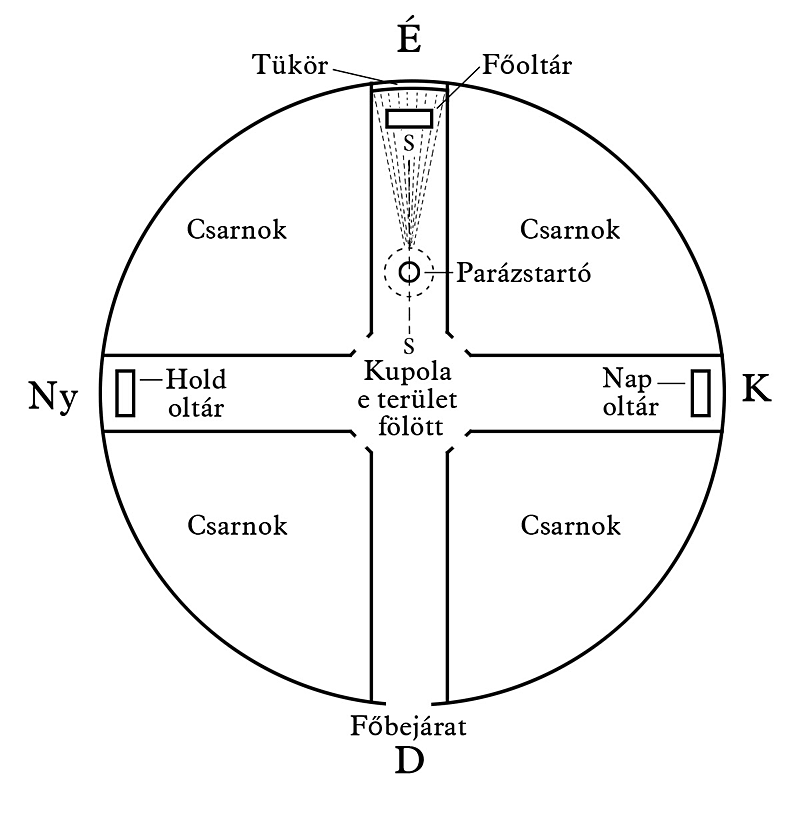 É
Tükör
Főoltár
S
Csarnok
Csarnok
Parázstartó
S
Kupola
e terület
fölött
Ny
Hold
oltár
Nap
oltár
K
Csarnok
Csarnok
Főbejárat
D